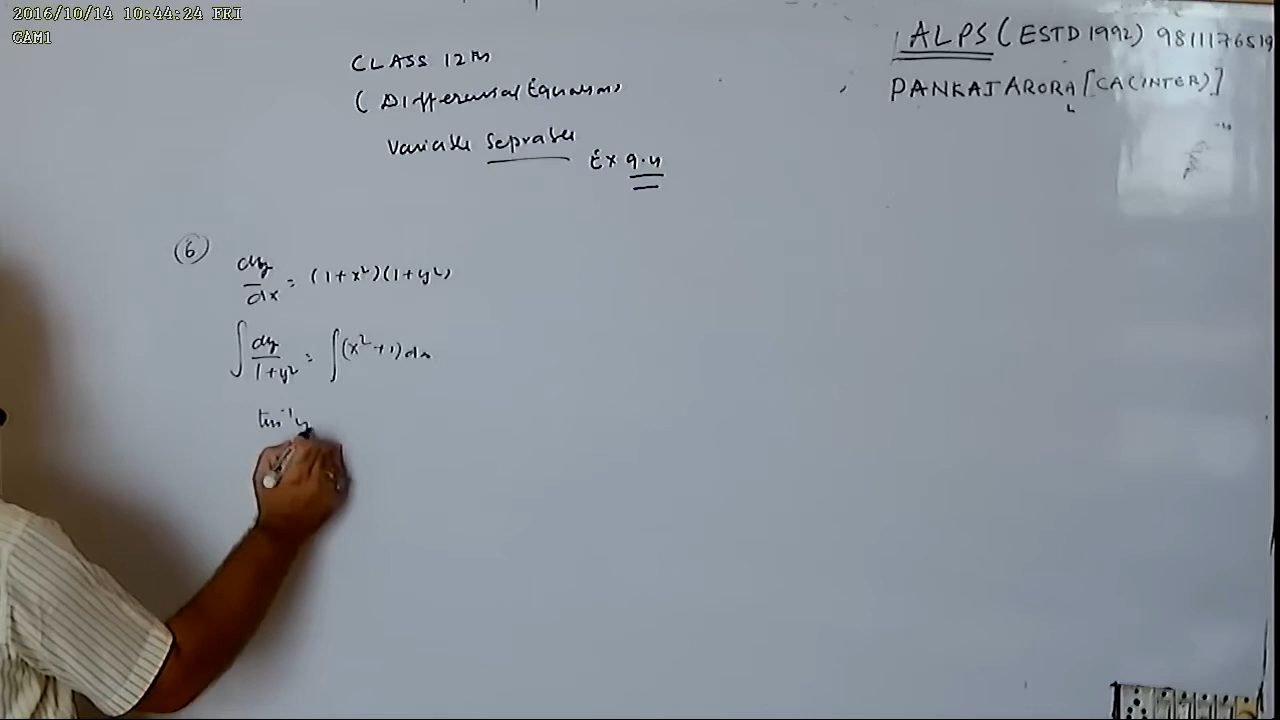 2016/10/14 10:44:24 FRI
CAM1
ALPS (ESTD 1992) 9811176519
PANKAJ ARORA [CA(INTER)]
CLASS 12th
( Differential Equations
Variable Seprable
Ex 9.4
(6) dy/dx = (1+x²)(1+y²)
∫ dy/1+y² = ∫(x²+1)dx
tan⁻¹y